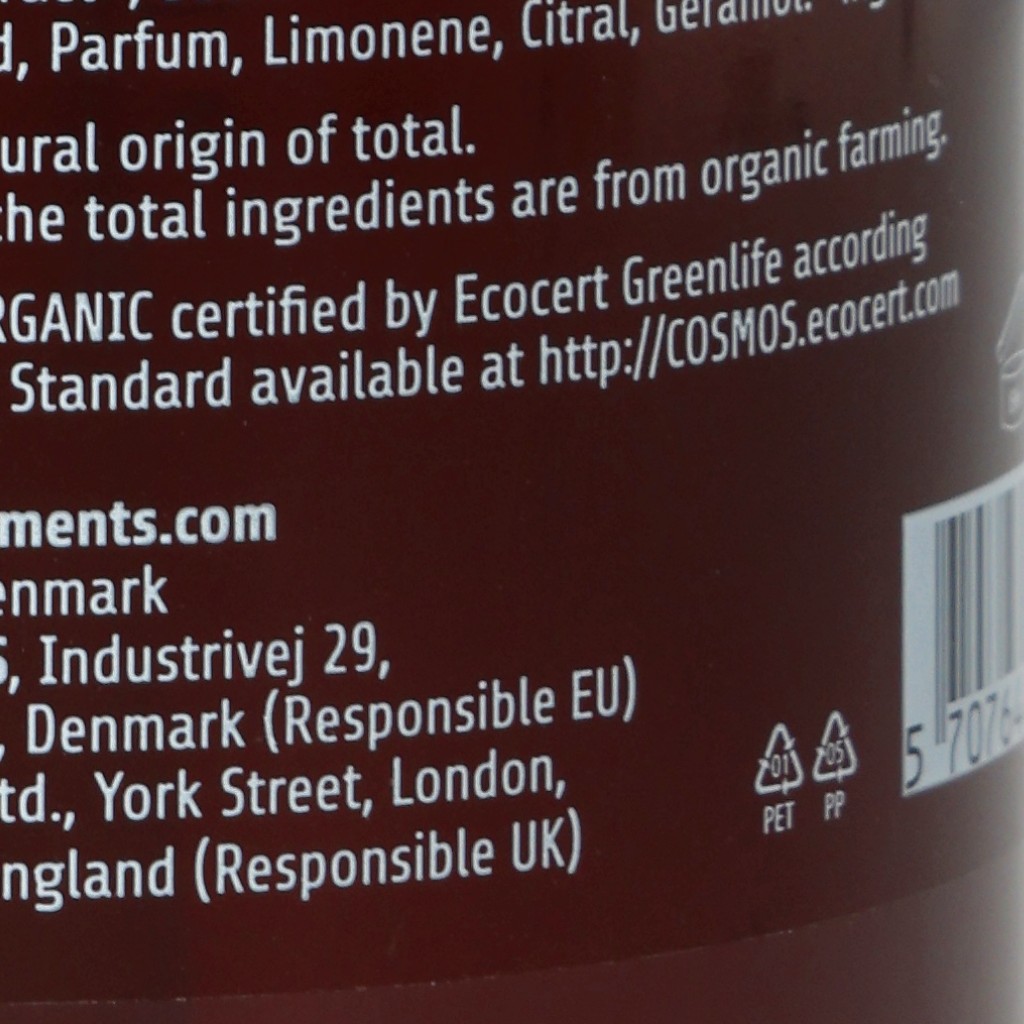 Parfum, Limonene, Citral, Geraniol.
ural origin of total.
the total ingredients are from organic farming.
RGANIC certified by Ecocert Greenlife according
Standard available at http://COSMOS.ecocert.com
ments.com
enmark
, Industrivej 29,
, Denmark (Responsible EU)
td., York Street, London,
ngland (Responsible UK)
01 05
PET PP
5 7076